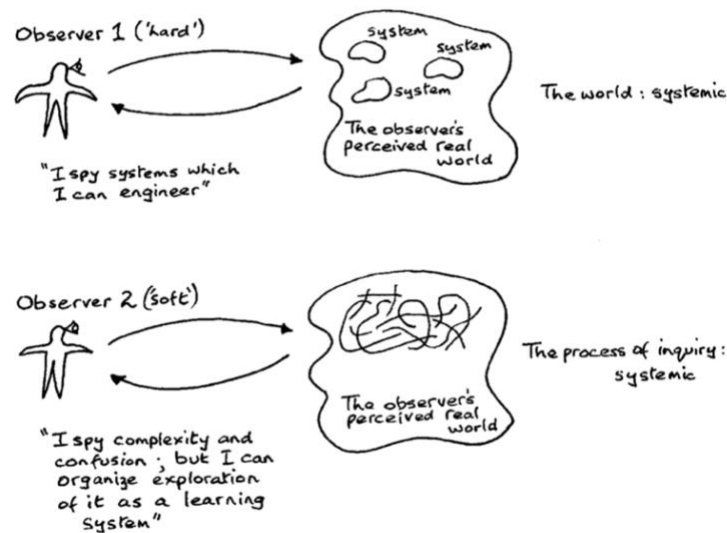 Observer 1 ('hard')
"I spy systems which
I can engineer"
system
system
system
The observer's
perceived real
world
The world : systemic
Observer 2 ('soft')
"I spy complexity and
confusion ; but I can
organize exploration
of it as a learning
system"
The observer's
perceived real
world
The process of inquiry :
systemic